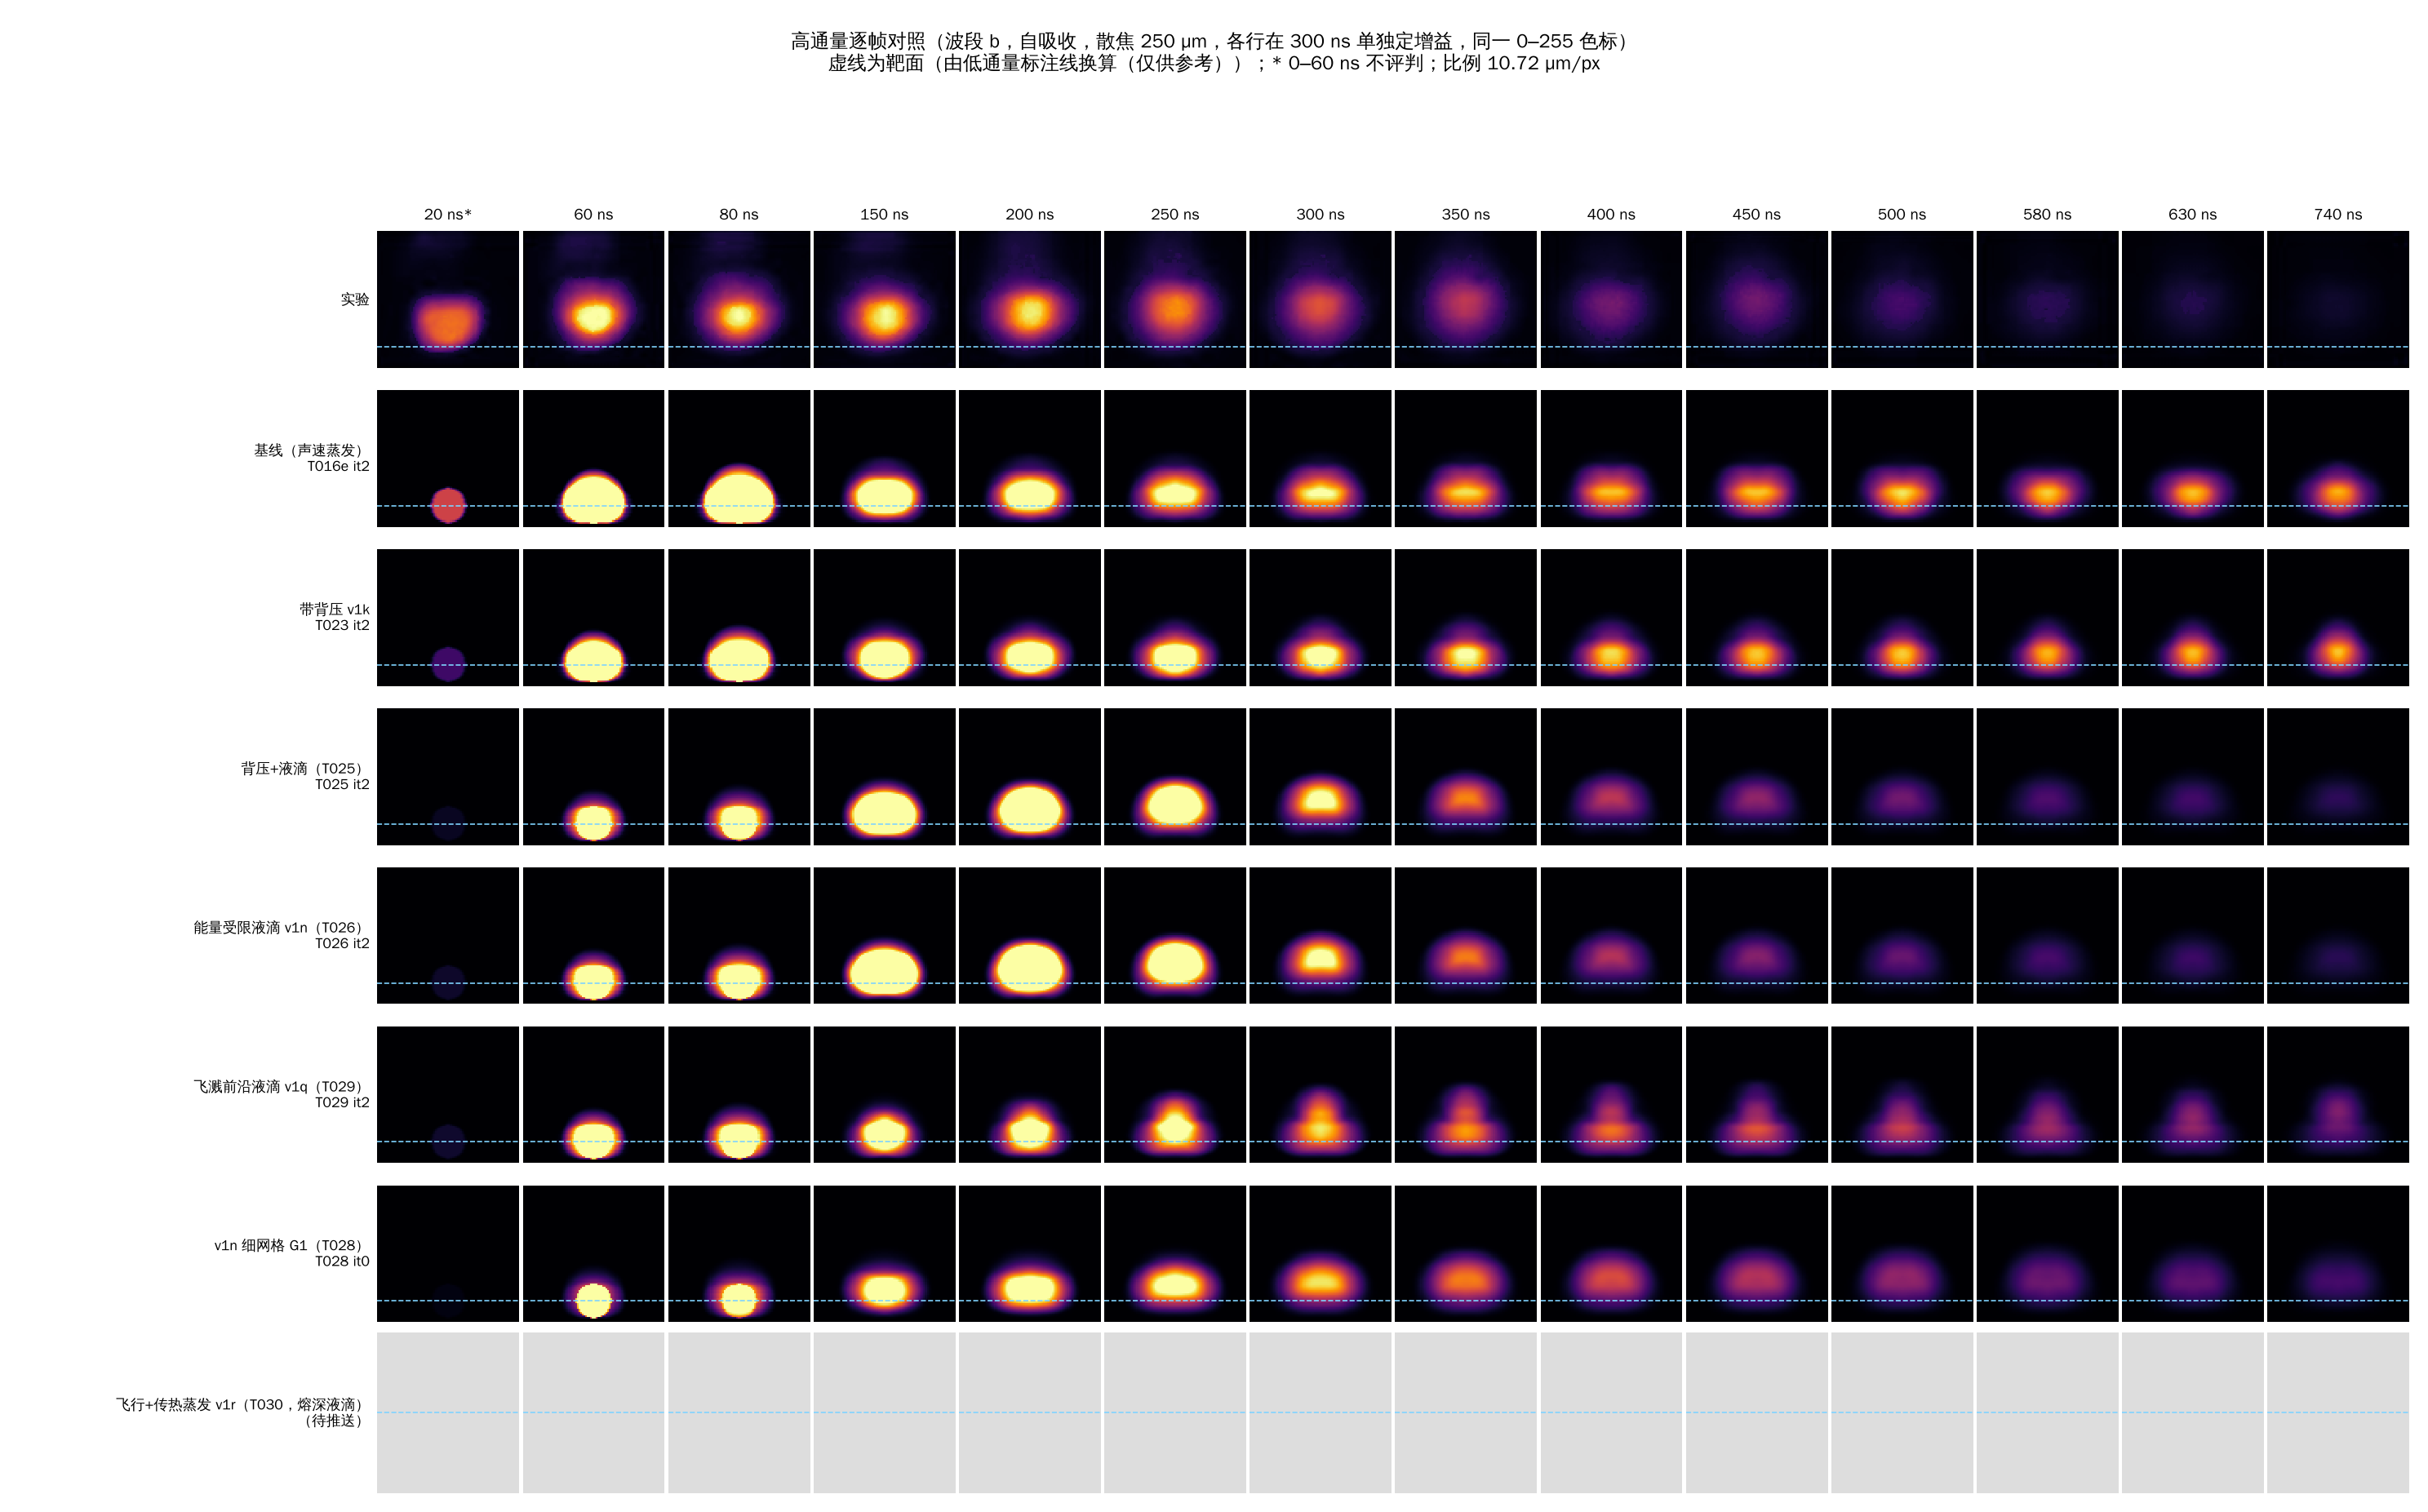 高通量逐帧对照（波段 b，自吸收，散焦 250 µm，各行在 300 ns 单独定增益，同一 0–255 色标）
虚线为靶面（由低通量标注线换算（仅供参考））；* 0–60 ns 不评判；比例 10.72 µm/px
20 ns* 60 ns 80 ns 150 ns 200 ns 250 ns 300 ns 350 ns 400 ns 450 ns 500 ns 580 ns 630 ns 740 ns
实验
基线（声速蒸发）
T016e it2
带背压 v1k
T023 it2
背压+液滴（T025）
T025 it2
能量受限液滴 v1n（T026）
T026 it2
飞溅前沿液滴 v1q（T029）
T029 it2
v1n 细网格 G1（T028）
T028 it0
飞行+传热蒸发 v1r（T030，熔深液滴）
（待推送）